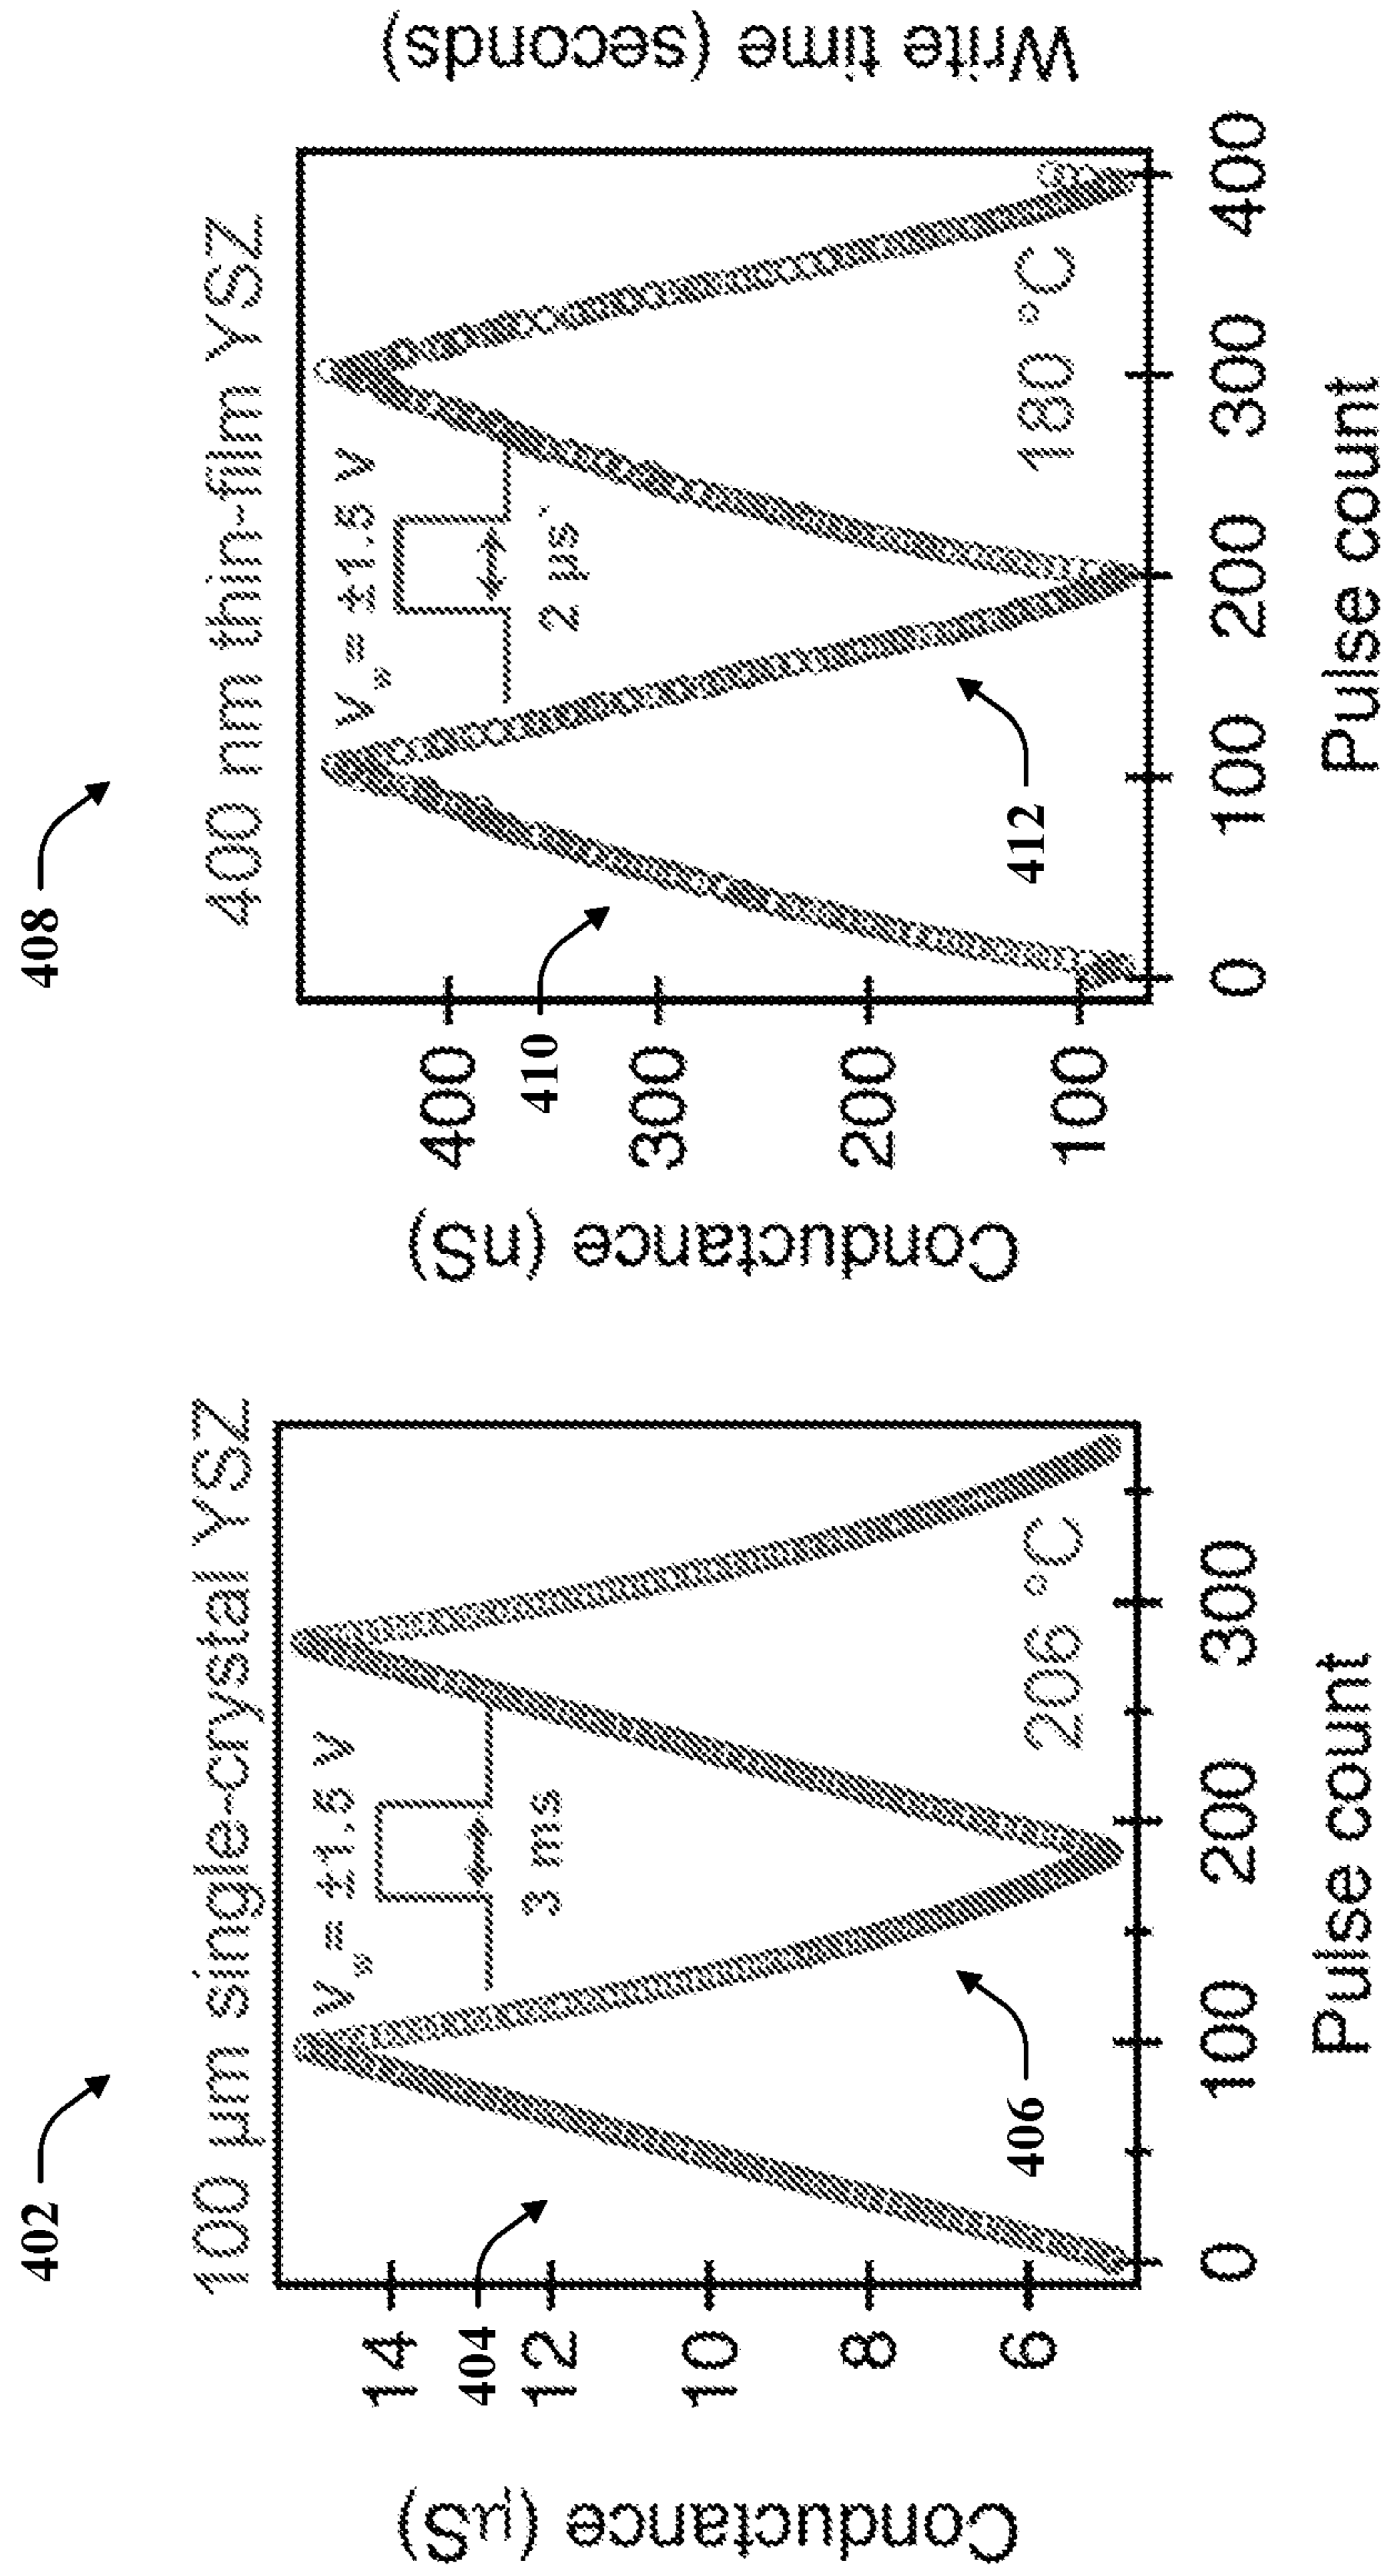 402
100 µm single-crystal YSZ
Vw = ±1.5 V
3 ms
206 °C
404
406
14
12
10
8
6
Conductance (µS)
0
100
200
300
Pulse count
408
400 nm thin-film YSZ
Vw = ±1.5 V
2 µs
180 °C
410
412
400
300
200
100
Conductance (nS)
0
100
200
300
400
Pulse count
Write time (seconds)